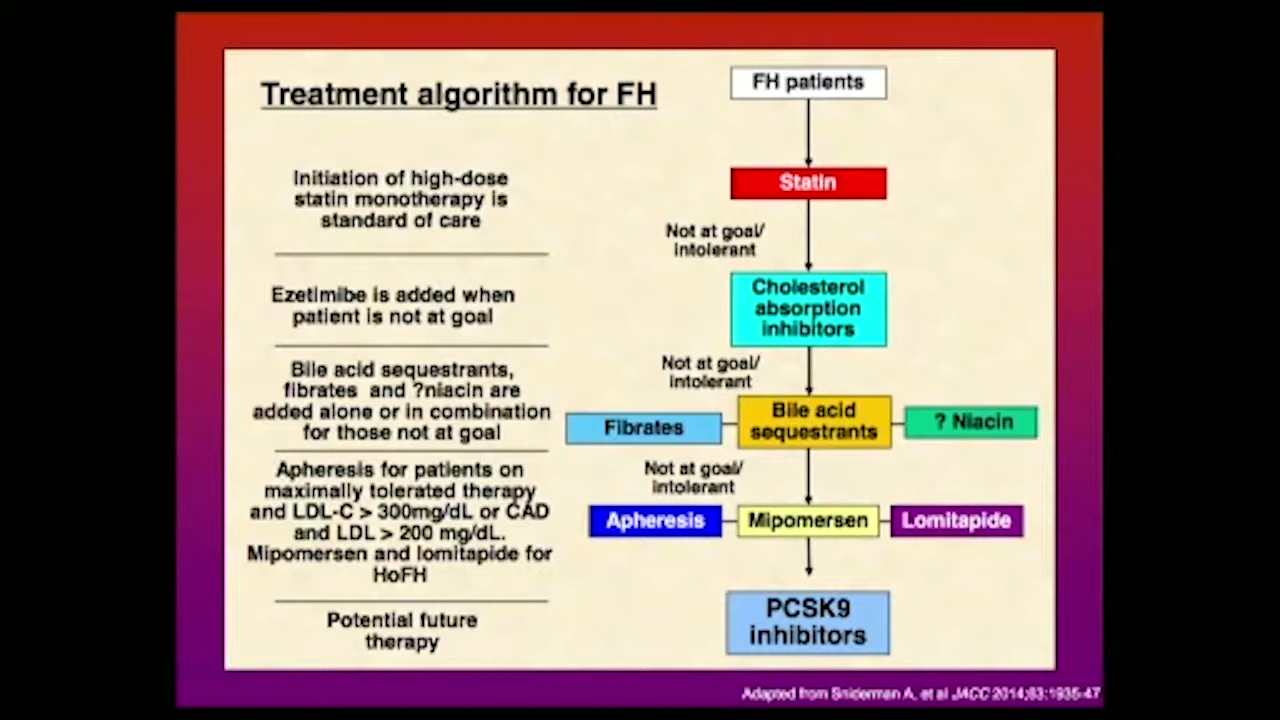 Treatment algorithm for FH
FH patients
Initiation of high-dose
statin monotherapy is
standard of care
Statin
Not at goal/
intolerant
Ezetimibe is added when
patient is not at goal
Cholesterol
absorption
inhibitors
Not at goal/
intolerant
Bile acid sequestrants,
fibrates and ?niacin are
added alone or in combination
for those not at goal
Fibrates
Bile acid
sequestrants
? Niacin
Not at goal/
intolerant
Apheresis for patients on
maximally tolerated therapy
and LDL-C > 300mg/dL or CAD
and LDL > 200 mg/dL.
Mipomersen and lomitapide for
HoFH
Apheresis
Mipomersen
Lomitapide
Potential future
therapy
PCSK9
inhibitors
Adapted from Sniderman A, et al JACC 2014;63:1935-47